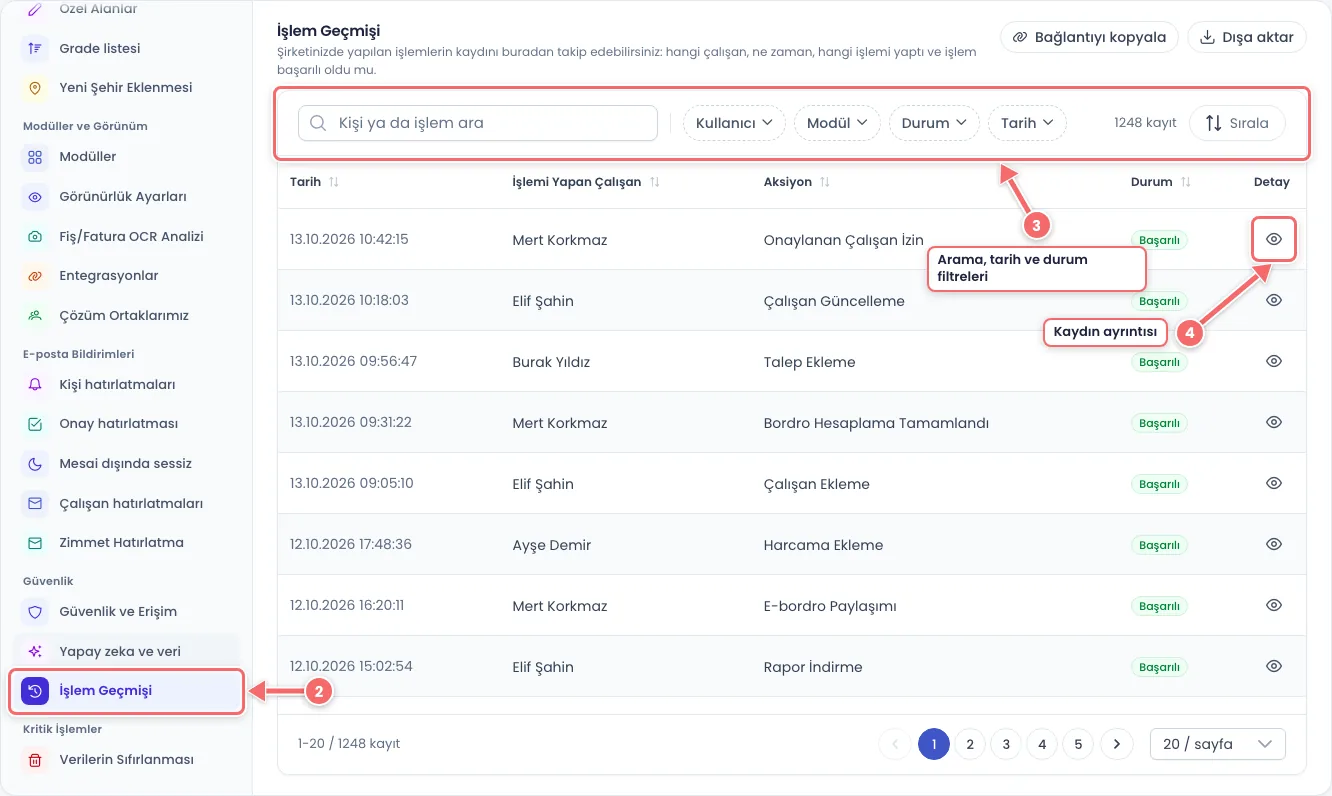 Özel Alanlar
Grade listesi
Yeni Şehir Eklenmesi
Modüller ve Görünüm
Modüller
Görünürlük Ayarları
Fiş/Fatura OCR Analizi
Entegrasyonlar
Çözüm Ortaklarımız
E-posta Bildirimleri
Kişi hatırlatmaları
Onay hatırlatması
Mesai dışında sessiz
Çalışan hatırlatmaları
Zimmet Hatırlatma
Güvenlik
Güvenlik ve Erişim
Yapay zeka ve veri
İşlem Geçmişi
2
Kritik İşlemler
Verilerin Sıfırlanması
İşlem Geçmişi
Şirketinizde yapılan işlemlerin kaydını buradan takip edebilirsiniz: hangi çalışan, ne zaman, hangi işlemi yaptı ve işlem
başarılı oldu mu.
Bağlantıyı kopyala
Dışa aktar
Kişi ya da işlem ara
Kullanıcı
Modül
Durum
Tarih
1248 kayıt
Sırala
Tarih İşlemi Yapan Çalışan Aksiyon Durum Detay
3
Arama, tarih ve durum
filtreleri
13.10.2026 10:42:15 Mert Korkmaz Onaylanan Çalışan İzin Başarılı
13.10.2026 10:18:03 Elif Şahin Çalışan Güncelleme Başarılı
Kaydın ayrıntısı
4
13.10.2026 09:56:47 Burak Yıldız Talep Ekleme Başarılı
13.10.2026 09:31:22 Mert Korkmaz Bordro Hesaplama Tamamlandı Başarılı
13.10.2026 09:05:10 Elif Şahin Çalışan Ekleme Başarılı
12.10.2026 17:48:36 Ayşe Demir Harcama Ekleme Başarılı
12.10.2026 16:20:11 Mert Korkmaz E-bordro Paylaşımı Başarılı
12.10.2026 15:02:54 Elif Şahin Rapor İndirme Başarılı
1-20 / 1248 kayıt
1 2 3 4 5
20 / sayfa